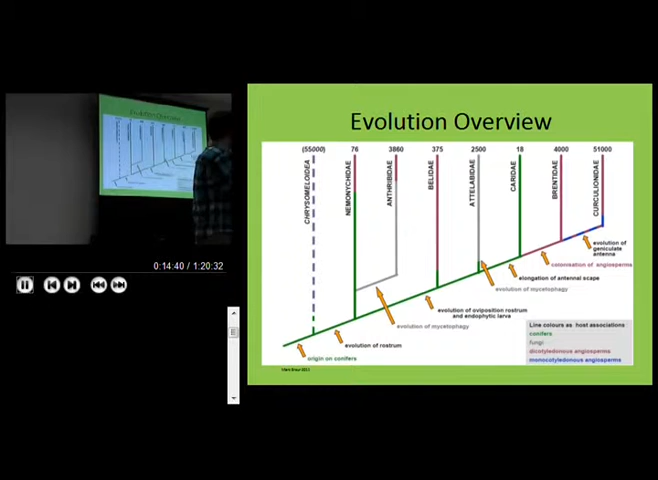 Evolution Overview
(55000) 76 3860 375 2500 18 4000 51000
CHRYSOMELOIDEA
NEMONYCHIDAE
ANTHRIBIDAE
BELIDAE
ATTELABIDAE
CARIDAE
BRENTIDAE
CURCULIONIDAE
evolution of
geniculate
antenna
colonisation of angiosperms
elongation of antennal scape
evolution of mycetophagy
evolution of oviposition rostrum
and endophytic larva
evolution of mycetophagy
evolution of rostrum
origin on conifers
Line colours as host associations
conifers
fungi
dicotyledonous angiosperms
monocotyledonous angiosperms
0:14:40 / 1:20:32
Evolution Overview